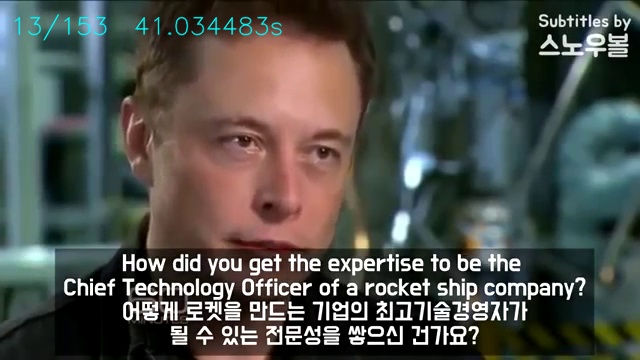 13/153 41.034483s
Subtitles by
스노우볼
How did you get the expertise to be the
Chief Technology Officer of a rocket ship company?
어떻게 로켓을 만드는 기업의 최고기술경영자가
될 수 있는 전문성을 쌓으신 건가요?